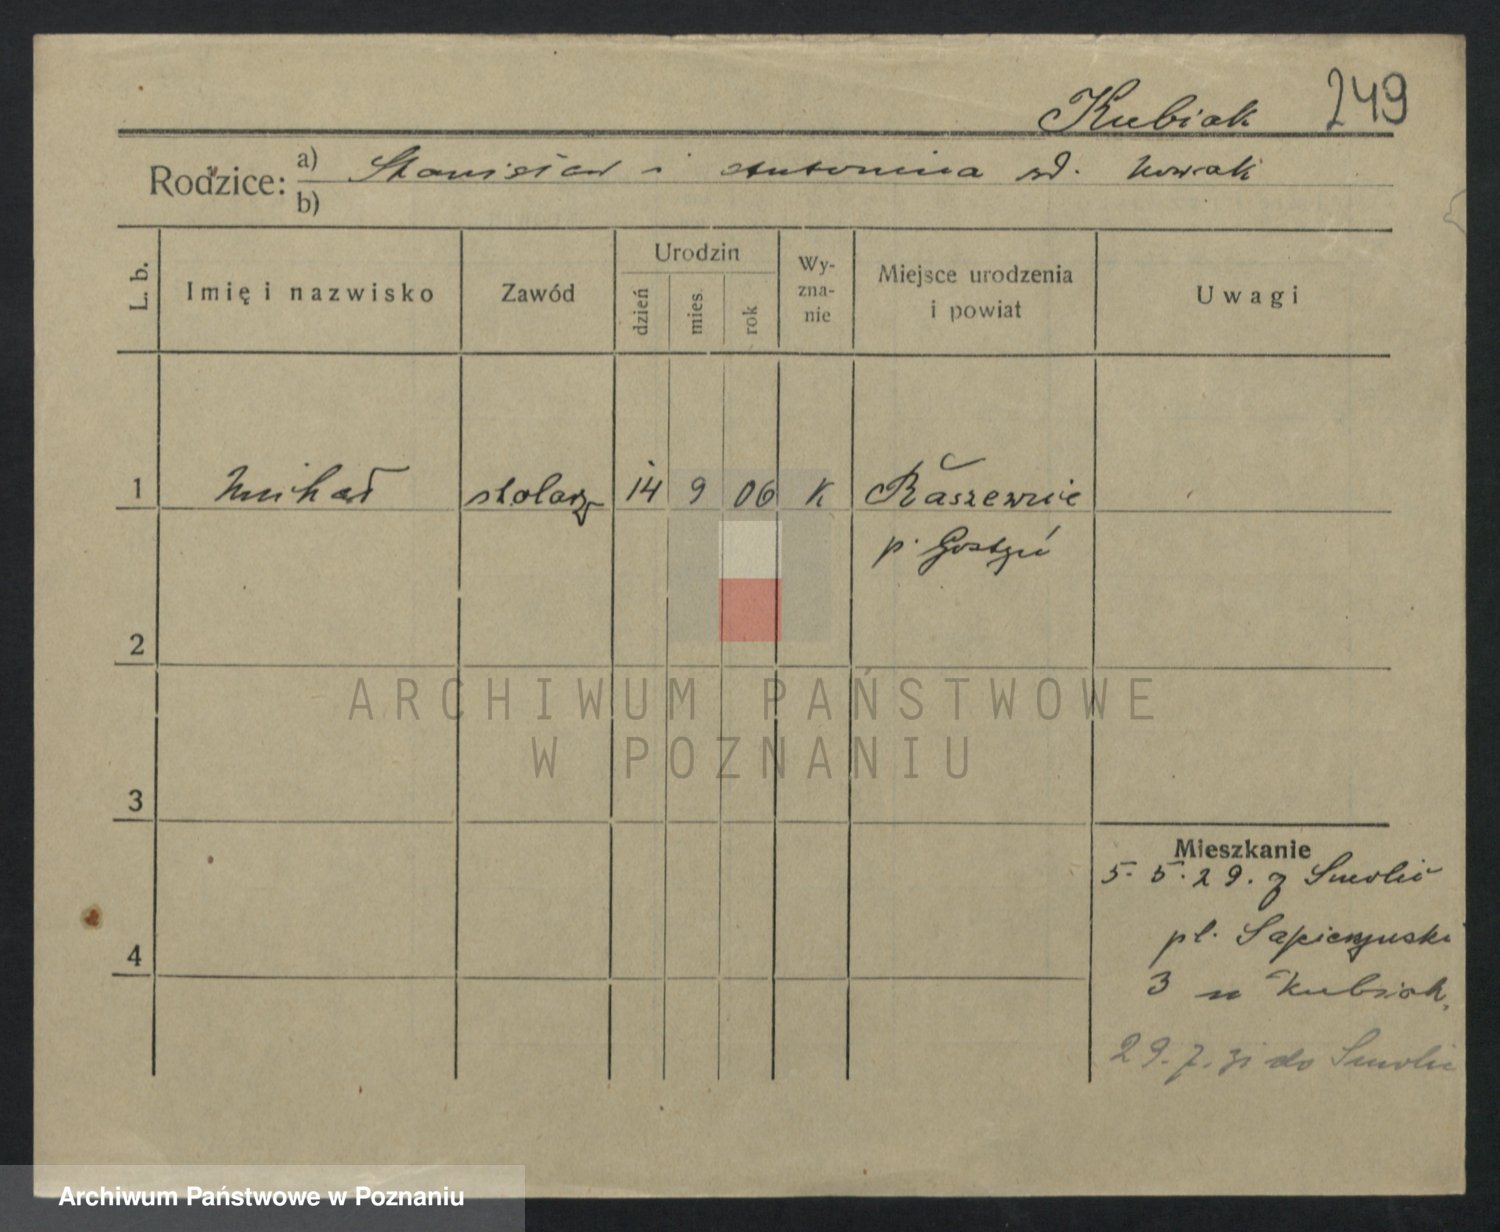 Kubiak 249
Rodzice: a) Stanisław i Antonina xd. Nowak
b)
L. b. Imię i nazwisko Zawód Urodzin dzień mies. rok Wy-zna-nie Miejsce urodzenia i powiat Uwagi
1 Michał stolarz 14 9 06 K Raszewnie
p. Gostyń
2
ARCHIWUM PAŃSTWOWE
W POZNANIU
3
Mieszkanie
5. 5. 29. z Smolic
pl. Sapieżyński
4
3 u Kubiak,
29. 7. 31 do Smolic
Archiwum Państwowe w Poznaniu